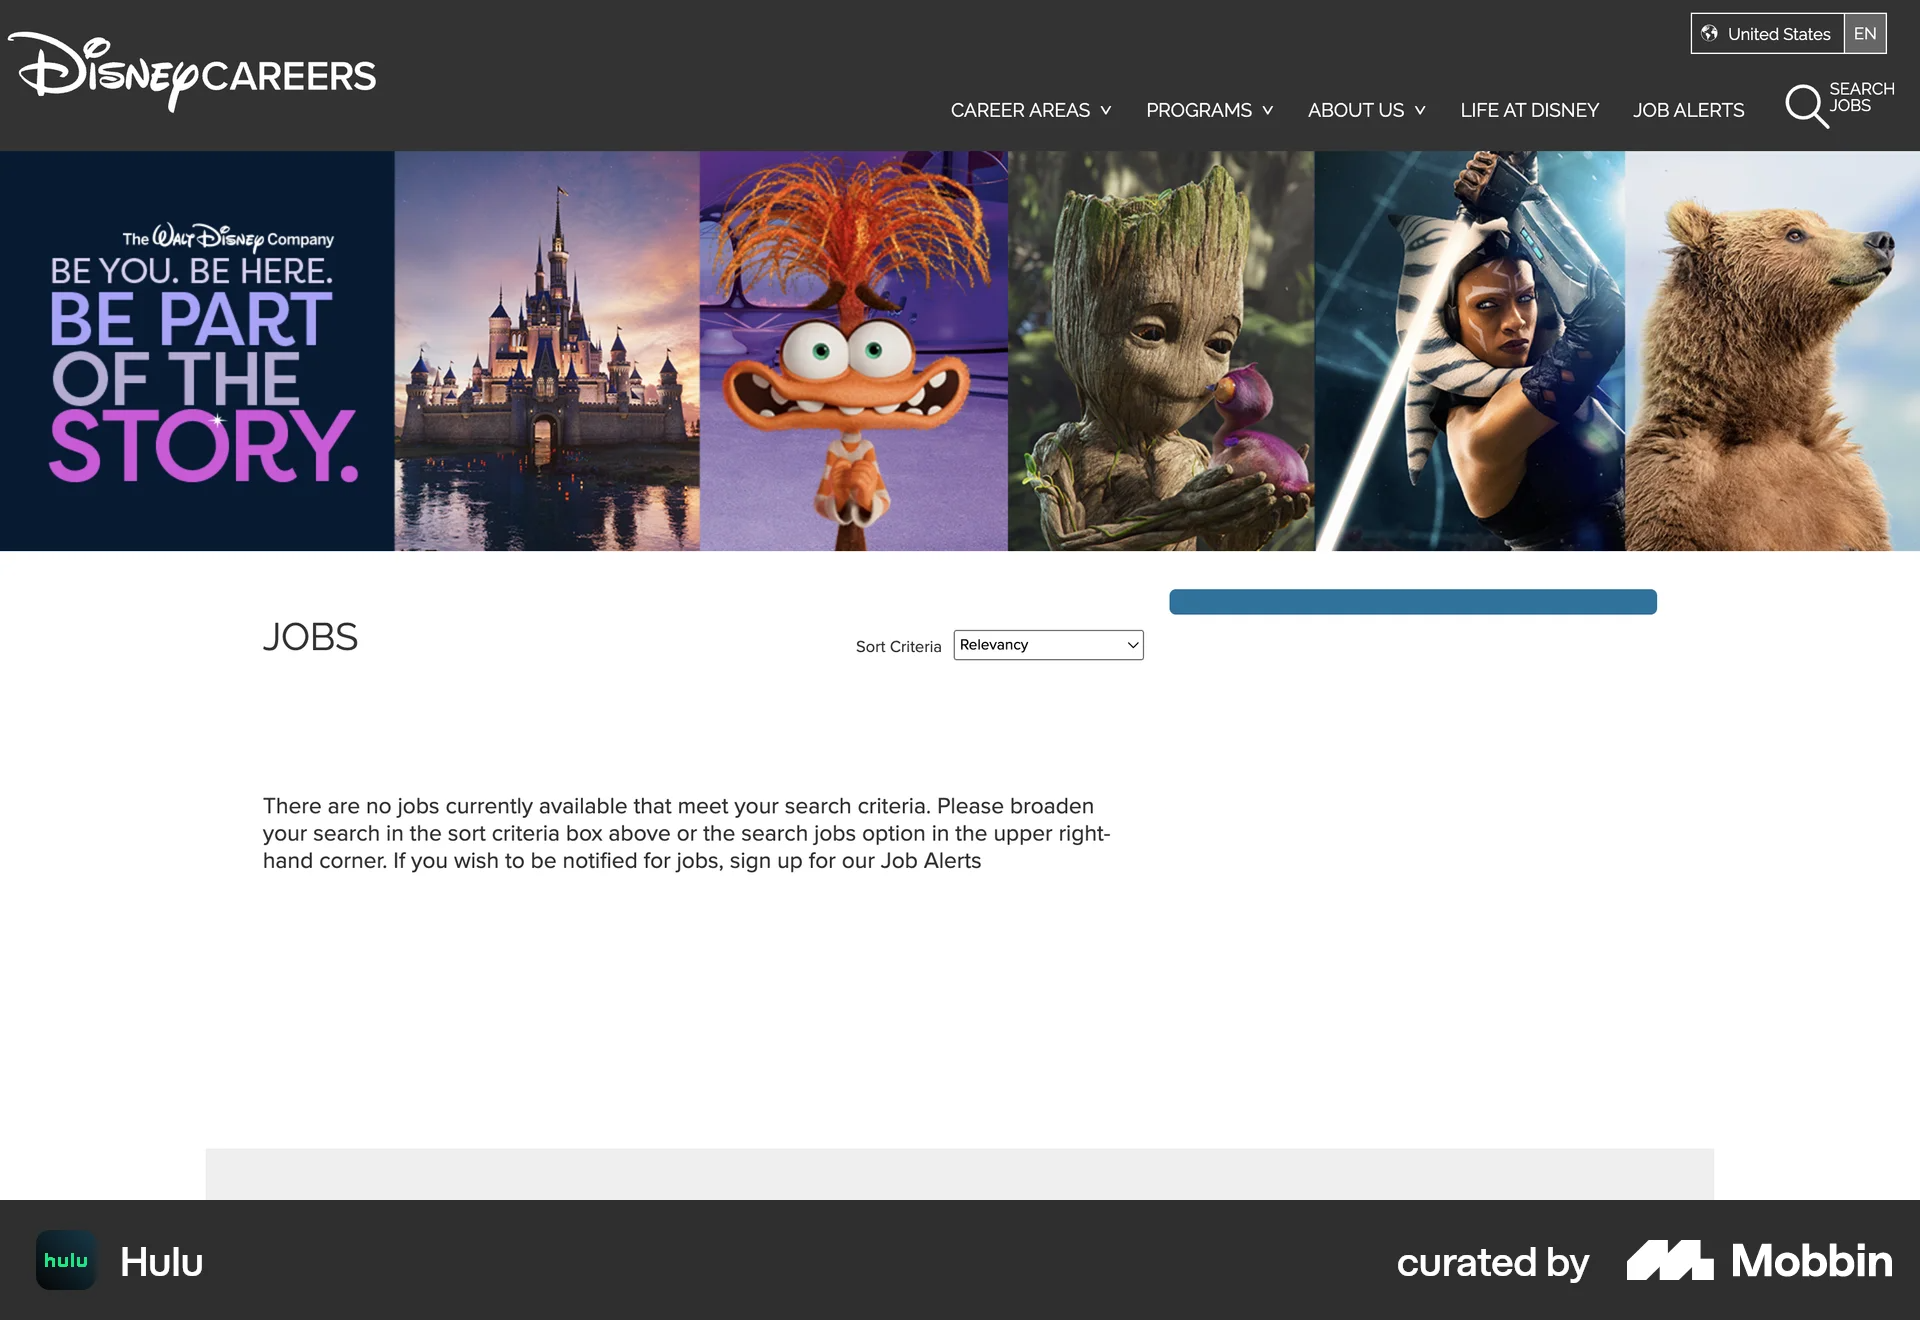 United States EN
Disney CAREERS
CAREER AREAS
PROGRAMS
ABOUT US
LIFE AT DISNEY
JOB ALERTS
SEARCH
JOBS
The Walt Disney Company
BE YOU. BE HERE.
BE PART
OF THE
STORY.
JOBS
Sort Criteria Relevancy
There are no jobs currently available that meet your search criteria. Please broaden
your search in the sort criteria box above or the search jobs option in the upper right-
hand corner. If you wish to be notified for jobs, sign up for our Job Alerts
hulu Hulu
curated by Mobbin